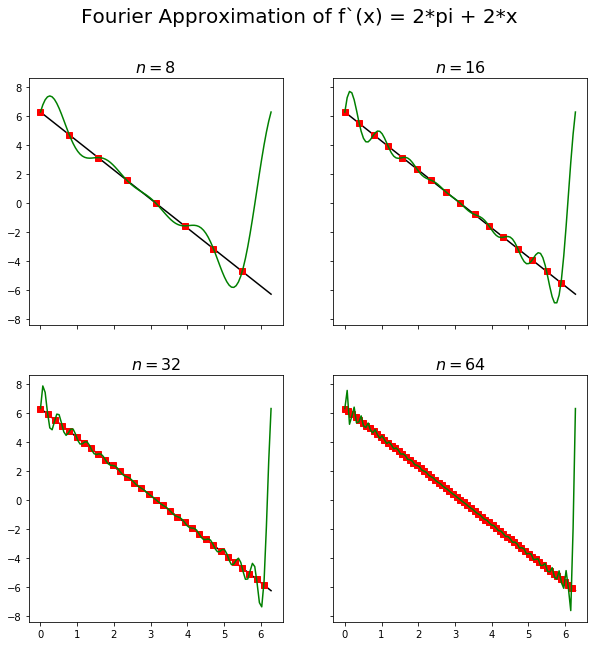 Fourier Approximation of f`(x) = 2*pi + 2*x
n = 8
n = 16
8
6
4
2
0
−2
−4
−6
−8
n = 32
n = 64
8
6
4
2
0
−2
−4
−6
−8
0 1 2 3 4 5 6
0 1 2 3 4 5 6